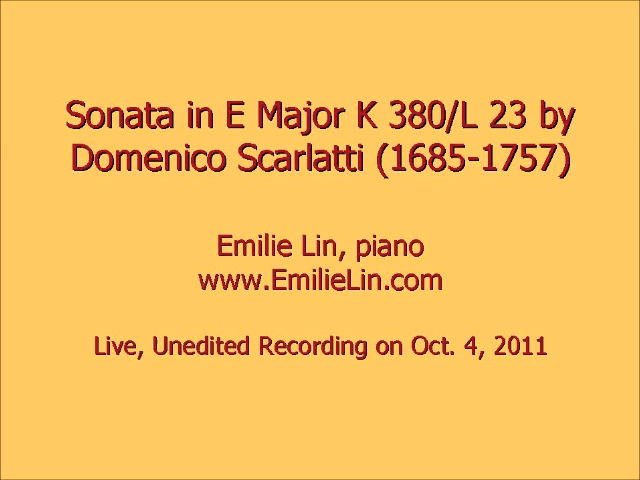 Sonata in E Major K 380/L 23 by
Domenico Scarlatti (1685-1757)
Emilie Lin, piano
www.EmilieLin.com
Live, Unedited Recording on Oct. 4, 2011